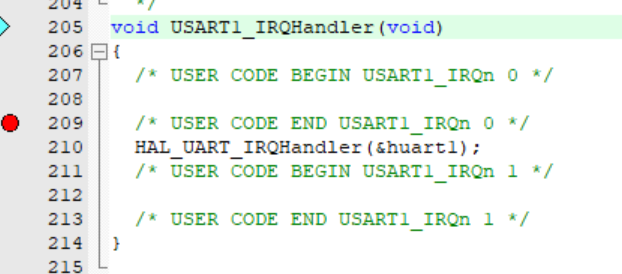 204 */
205 void USART1_IRQHandler(void)
206 {
207 /* USER CODE BEGIN USART1_IRQn 0 */
208
209 /* USER CODE END USART1_IRQn 0 */
210 HAL_UART_IRQHandler(&huart1);
211 /* USER CODE BEGIN USART1_IRQn 1 */
212
213 /* USER CODE END USART1_IRQn 1 */
214 }
215